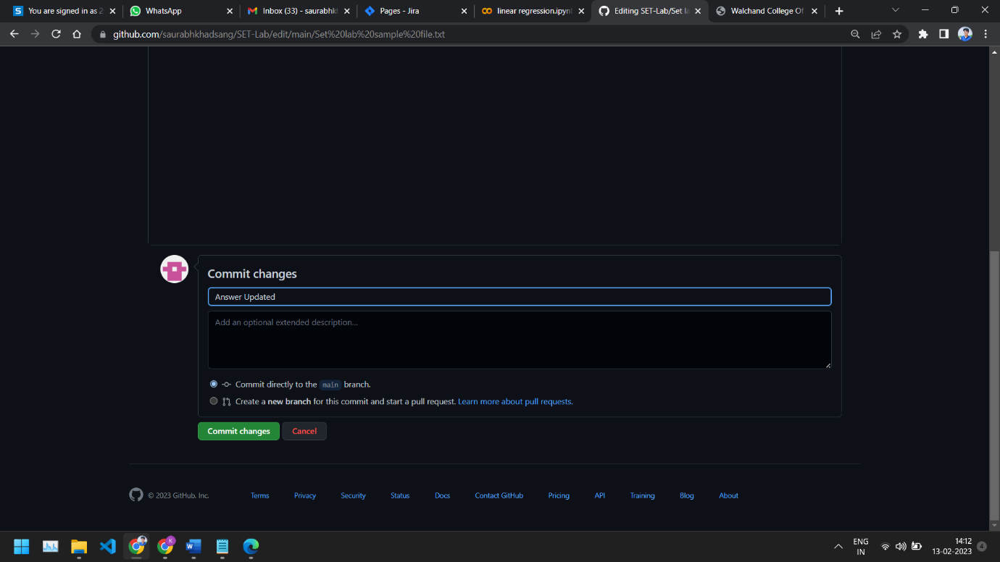 You are signed in as 2
WhatsApp
Inbox (33) - saurabhkh
Pages - Jira
linear regression.ipynb
Editing SET-Lab/Set la
Walchand College Of
github.com/saurabhkhadsang/SET-Lab/edit/main/Set%20lab%20sample%20file.txt
Commit changes
Answer Updated
Add an optional extended description...
Commit directly to the main branch.
Create a new branch for this commit and start a pull request. Learn more about pull requests.
Commit changes Cancel
© 2023 GitHub, Inc. Terms Privacy Security Status Docs Contact GitHub Pricing API Training Blog About
ENG
IN
14:12
13-02-2023
4